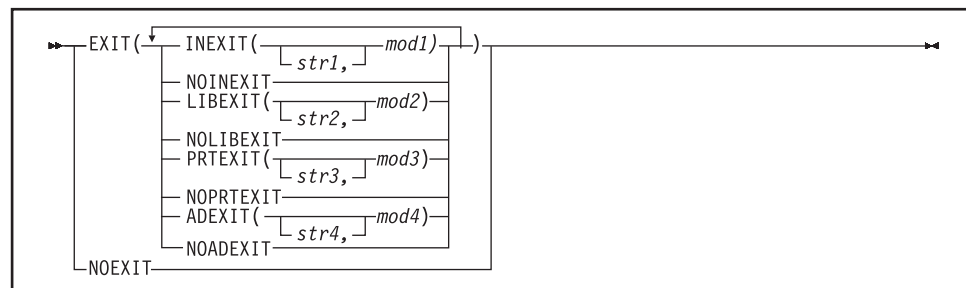 EXIT( INEXIT( mod1) )
str1,
NOINEXIT
LIBEXIT( mod2)
str2,
NOLIBEXIT
PRTEXIT( mod3)
str3,
NOPRTEXIT
ADEXIT( mod4)
str4,
NOADEXIT
NOEXIT